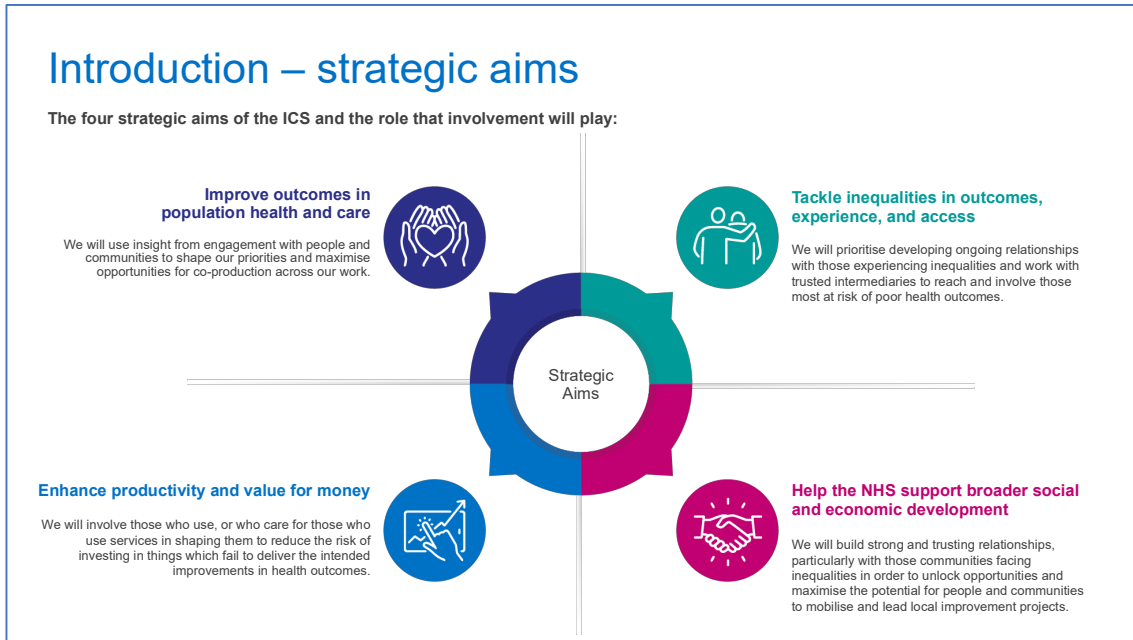 Introduction – strategic aims
The four strategic aims of the ICS and the role that involvement will play:
Improve outcomes in
population health and care
We will use insight from engagement with people and
communities to shape our priorities and maximise
opportunities for co-production across our work.
Tackle inequalities in outcomes,
experience, and access
We will prioritise developing ongoing relationships
with those experiencing inequalities and work with
trusted intermediaries to reach and involve those
most at risk of poor health outcomes.
Strategic
Aims
Enhance productivity and value for money
We will involve those who use, or who care for those who
use services in shaping them to reduce the risk of
investing in things which fail to deliver the intended
improvements in health outcomes.
Help the NHS support broader social
and economic development
We will build strong and trusting relationships,
particularly with those communities facing
inequalities in order to unlock opportunities and
maximise the potential for people and communities
to mobilise and lead local improvement projects.